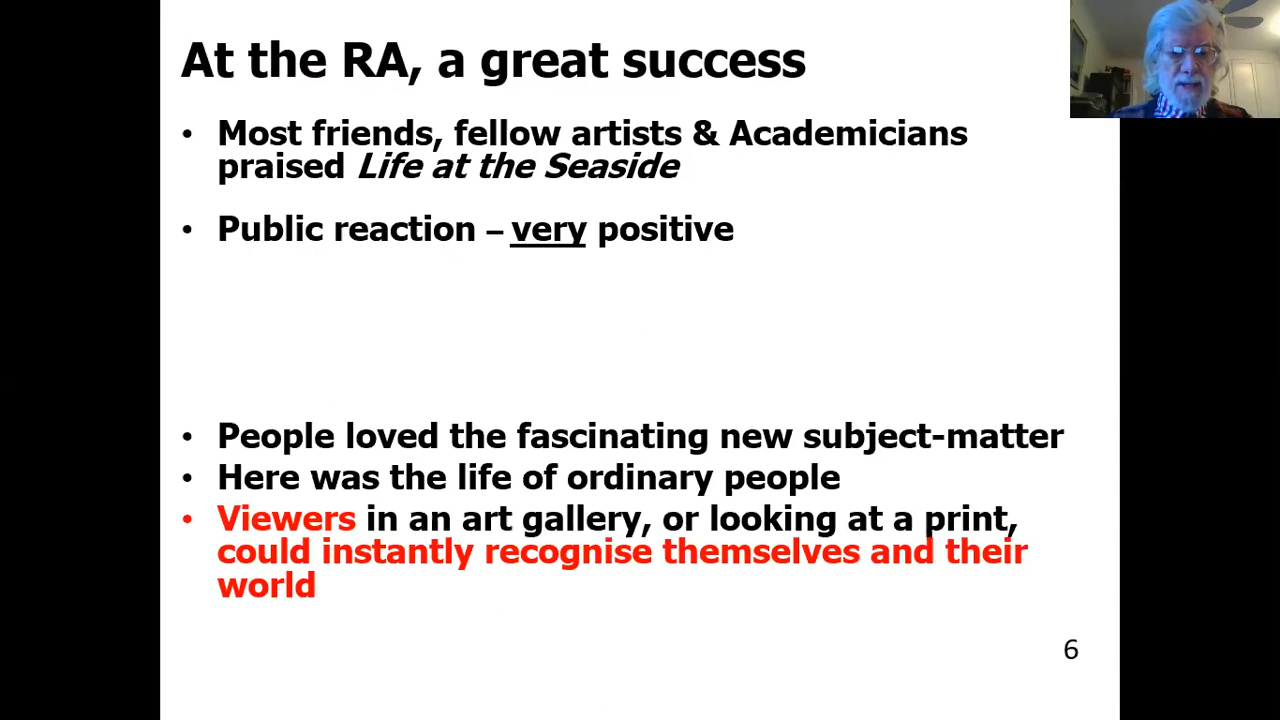 At the RA, a great success
• Most friends, fellow artists & Academicians
praised Life at the Seaside
• Public reaction – very positive
• People loved the fascinating new subject-matter
• Here was the life of ordinary people
• Viewers in an art gallery, or looking at a print,
could instantly recognise themselves and their
world
6